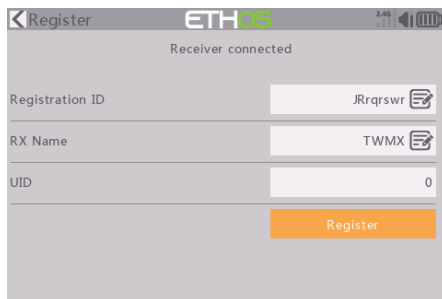 Register ETHOS 2.4G
Receiver connected
Registration ID JRrqrswr
RX Name TWMX
UID 0
Register